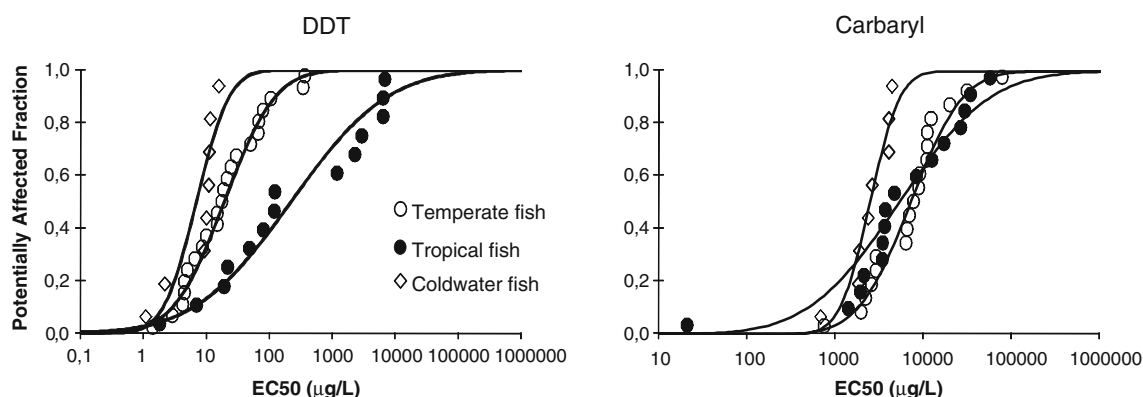 DDT
Carbaryl
Potentially Affected Fraction
1,0
0,8
0,6
0,4
0,2
0,0
0,1 1 10 100 1000 10000 100000 1000000
EC50 (µg/L)
Temperate fish
Tropical fish
Coldwater fish
1,0
0,8
0,6
0,4
0,2
0,0
10 100 1000 10000 100000 1000000
EC50 (µg/L)